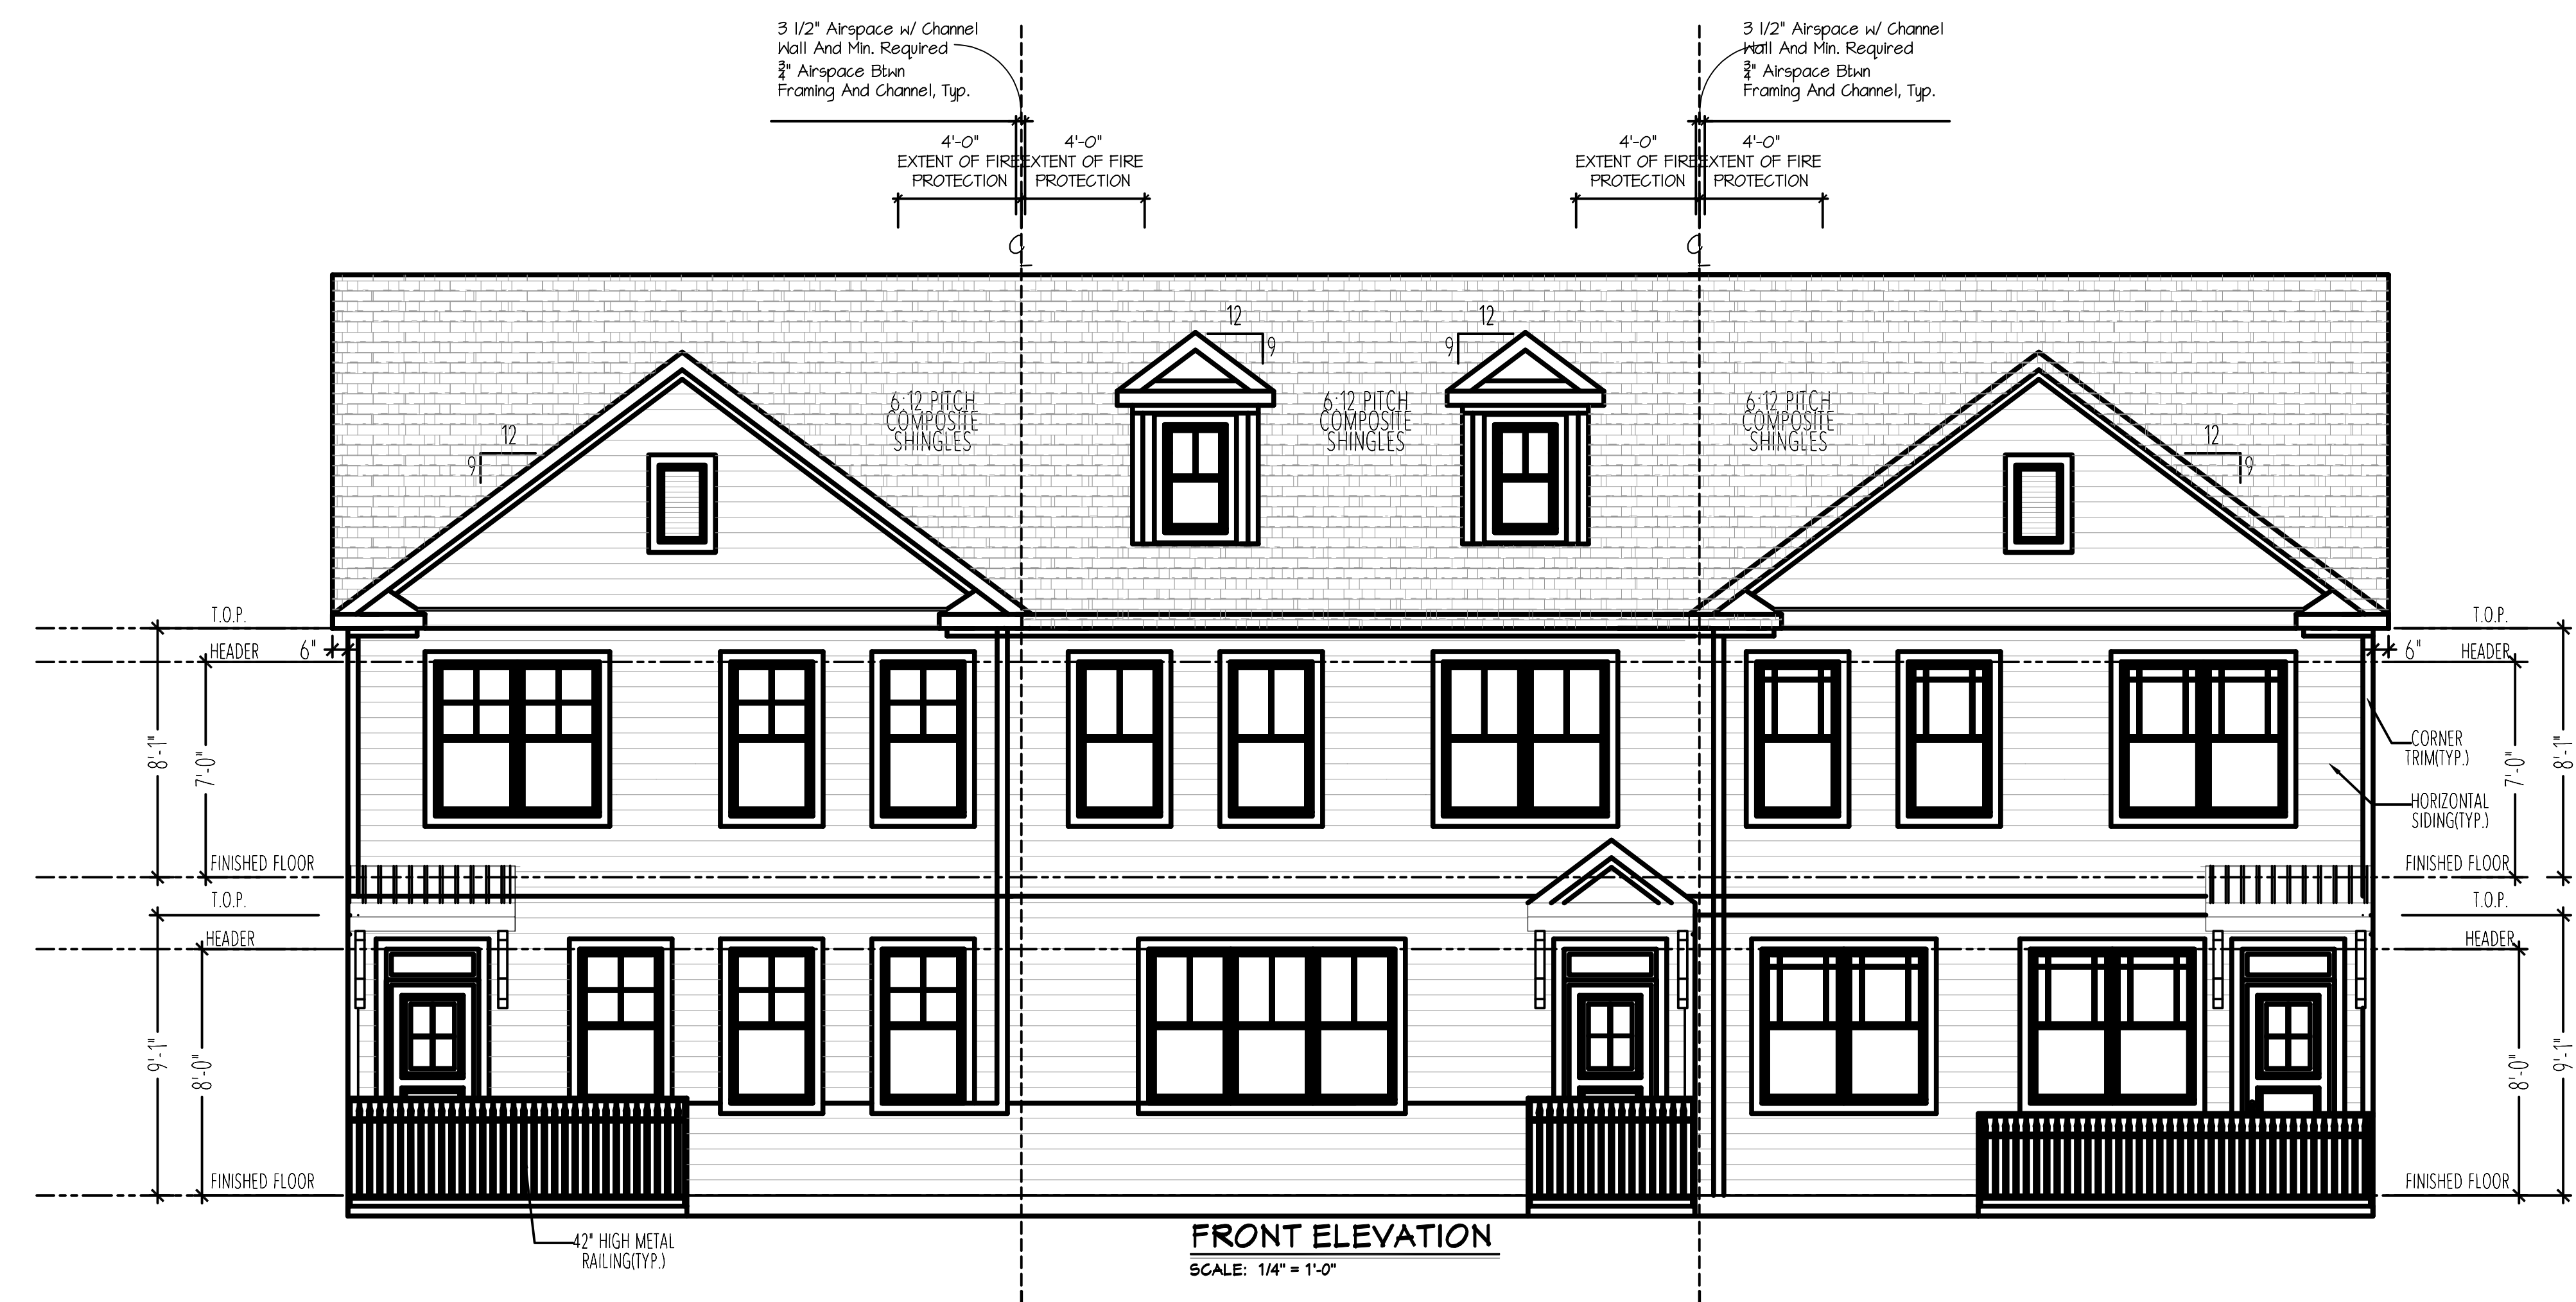 3 1/2" Airspace w/ Channel
Wall And Min. Required
3/4" Airspace Btwn
Framing And Channel, Typ.
3 1/2" Airspace w/ Channel
Wall And Min. Required
3/4" Airspace Btwn
Framing And Channel, Typ.
4'-0"
EXTENT OF FIRE
PROTECTION
4'-0"
EXTENT OF FIRE
PROTECTION
4'-0"
EXTENT OF FIRE
PROTECTION
4'-0"
EXTENT OF FIRE
PROTECTION
CL
CL
12
9
12
9
6:12 PITCH
COMPOSITE
SHINGLES
6:12 PITCH
COMPOSITE
SHINGLES
6:12 PITCH
COMPOSITE
SHINGLES
12
9
12
9
T.O.P.
HEADER
6"
8'-1"
7'-0"
FINISHED FLOOR
T.O.P.
HEADER
9'-1"
8'-0"
FINISHED FLOOR
T.O.P.
6"
HEADER
CORNER
TRIM(TYP.)
7'-0"
8'-1"
HORIZONTAL
SIDING(TYP.)
FINISHED FLOOR
T.O.P.
HEADER
8'-0"
9'-1"
FINISHED FLOOR
42" HIGH METAL
RAILING(TYP.)
FRONT ELEVATION
SCALE: 1/4" = 1'-0"